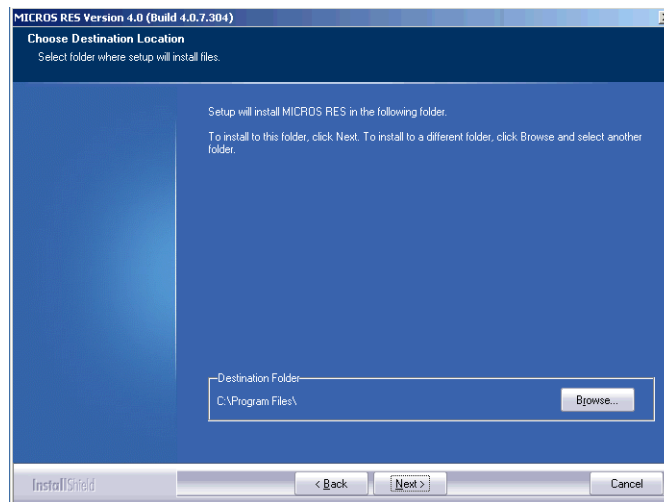 MICROS RES Version 4.0 (Build 4.0.7.304)
Choose Destination Location
Select folder where setup will install files.
Setup will install MICROS RES in the following folder.
To install to this folder, click Next. To install to a different folder, click Browse and select another
folder.
Destination Folder
C:\Program Files\
Browse...
InstallShield
< Back
Next >
Cancel